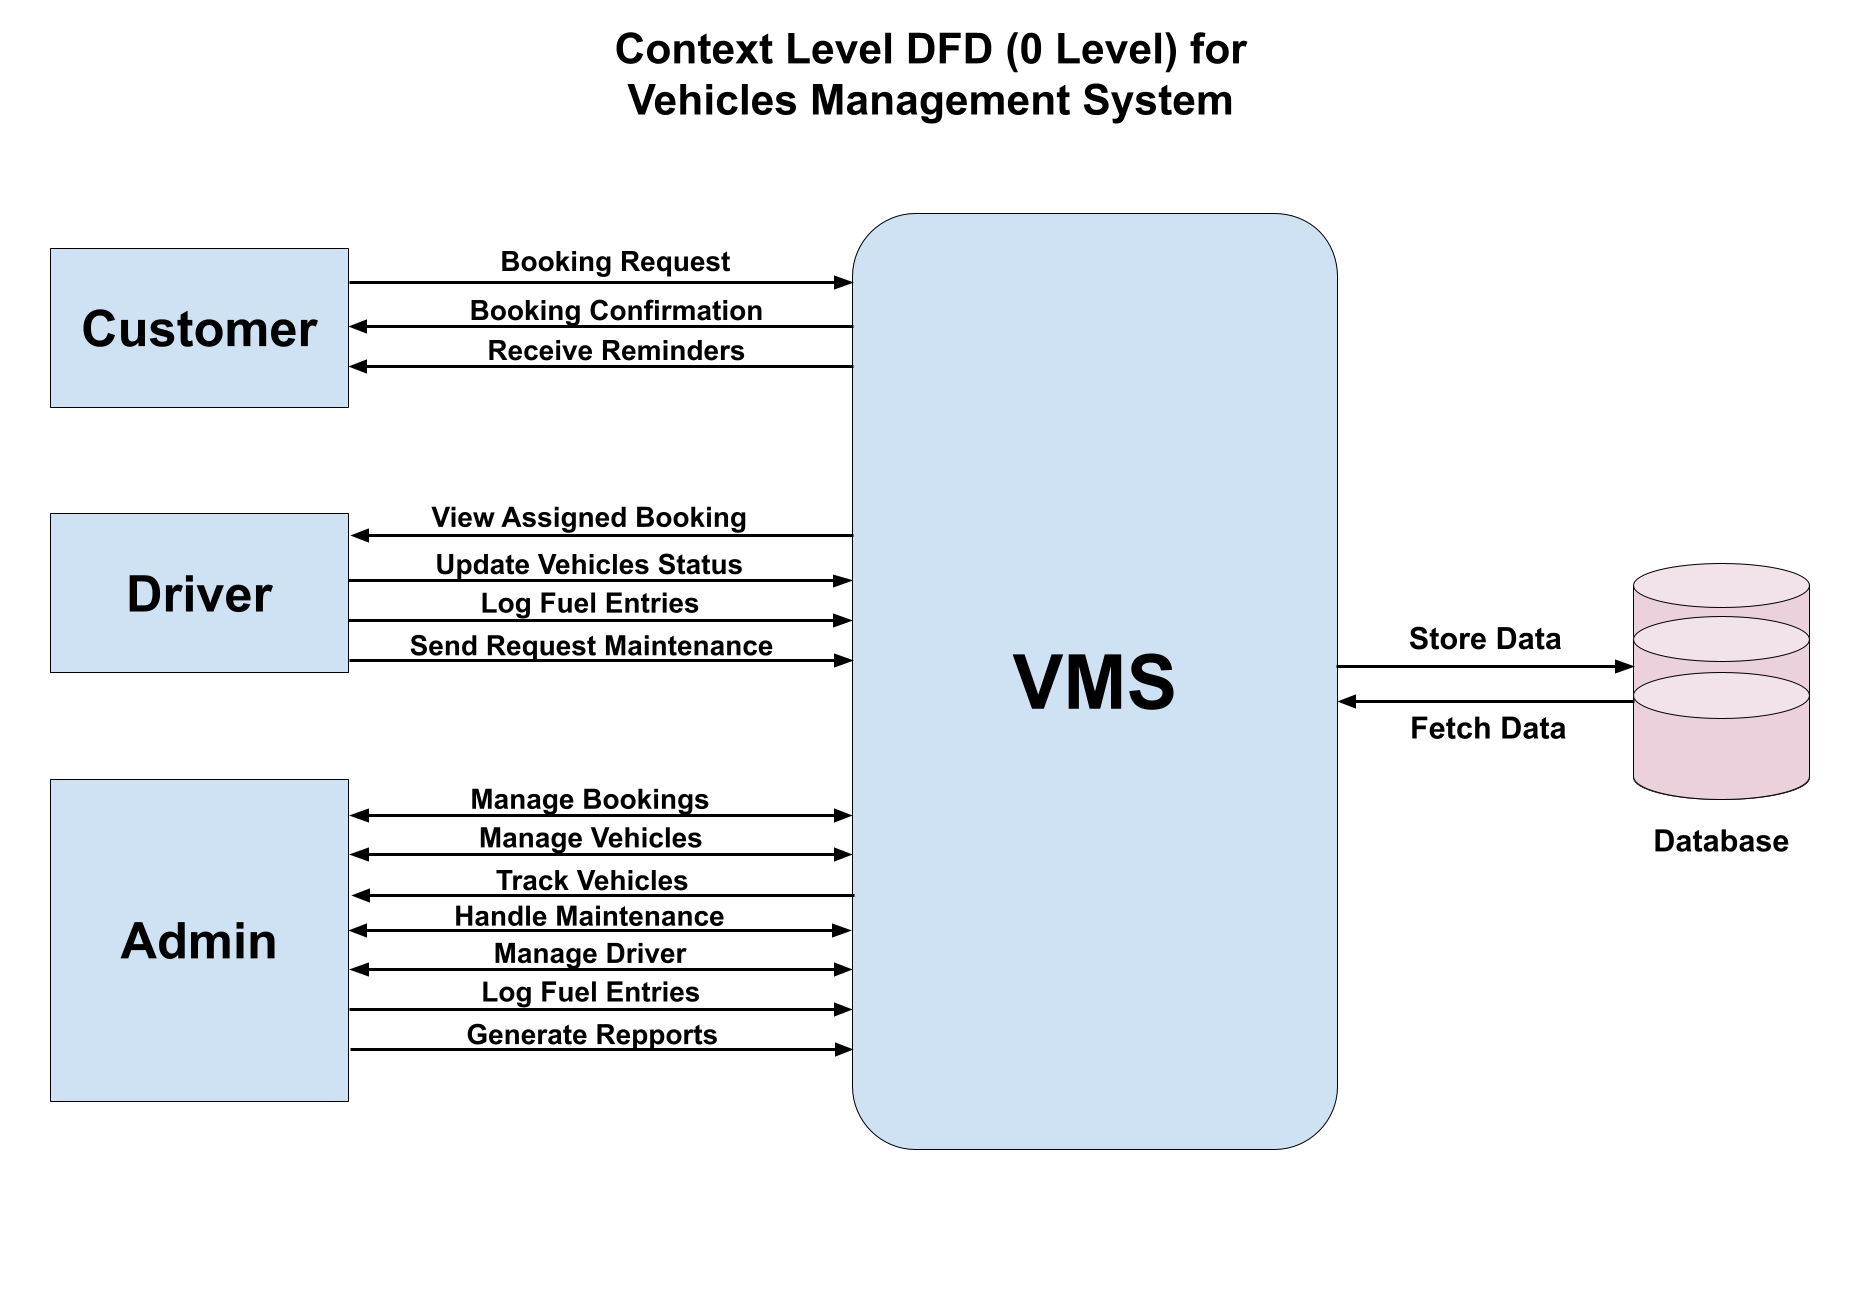 Context Level DFD (0 Level) for
Vehicles Management System
Customer
Booking Request
Booking Confirmation
Receive Reminders
Driver
View Assigned Booking
Update Vehicles Status
Log Fuel Entries
Send Request Maintenance
Admin
Manage Bookings
Manage Vehicles
Track Vehicles
Handle Maintenance
Manage Driver
Log Fuel Entries
Generate Repports
VMS
Store Data
Fetch Data
Database